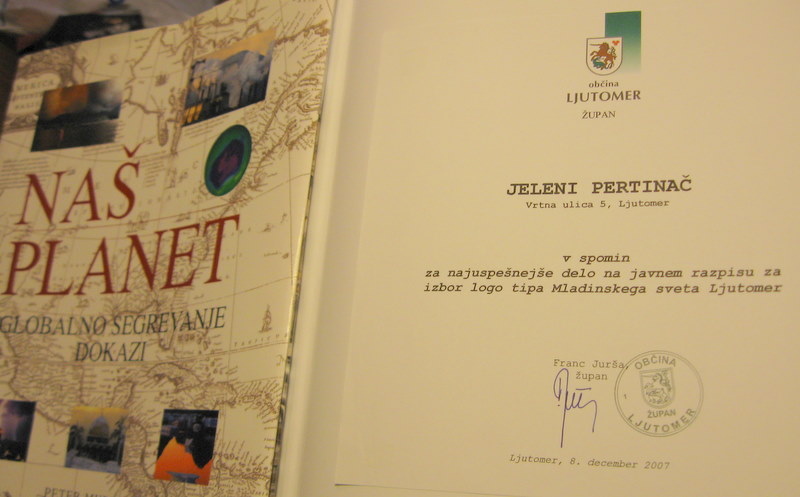 NAŠ
PLANET
GLOBALNO SEGREVANJE
DOKAZI
PETER
občina
LJUTOMER
ŽUPAN
JELENI PERTINAČ
Vrtna ulica 5, Ljutomer
v spomin
za najuspešnejše delo na javnem razpisu za
izbor logo tipa Mladinskega sveta Ljutomer
Franc Jurša,
župan
OBČINA
ŽUPAN
LJUTOMER
Ljutomer, 8. december 2007